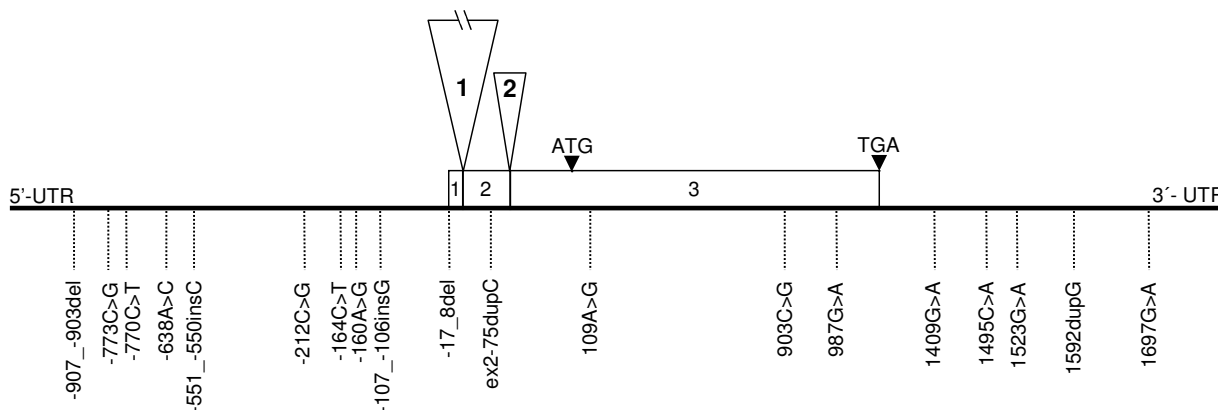 1
2
ATG
TGA
5’-UTR
1
2
3
3´- UTR
-907_-903del
-773C>G
-770C>T
-638A>C
-551_-550insC
-212C>G
-164C>T
-160A>G
-107_-106insG
-17_8del
ex2-75dupC
109A>G
903C>G
987G>A
1409G>A
1495C>A
1523G>A
1592dupG
1697G>A